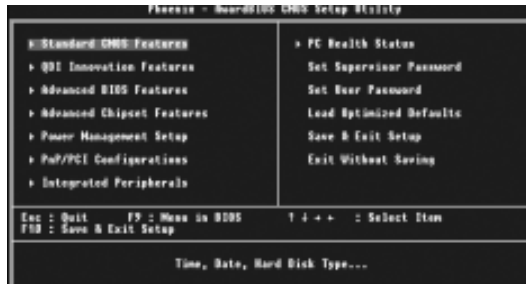 Phoenix - AwardBIOS CMOS Setup Utility
▸ Standard CMOS Features
▸ QDI Innovation Features
▸ Advanced BIOS Features
▸ Advanced Chipset Features
▸ Power Management Setup
▸ PnP/PCI Configurations
▸ Integrated Peripherals
▸ PC Health Status
Set Supervisor Password
Set User Password
Load Optimized Defaults
Save & Exit Setup
Exit Without Saving
Esc : Quit F9 : Menu in BIOS ↑ ↓ → ← : Select Item
F10 : Save & Exit Setup
Time, Date, Hard Disk Type...